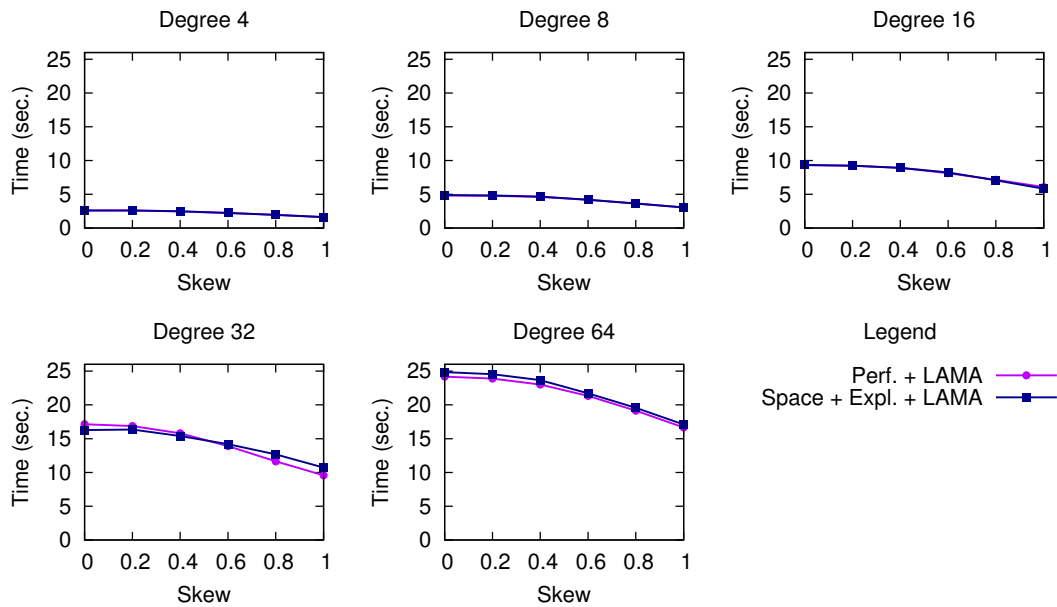 Degree 4
Time (sec.)
25
20
15
10
5
0
0 0.2 0.4 0.6 0.8 1
Skew
Degree 8
Time (sec.)
25
20
15
10
5
0
0 0.2 0.4 0.6 0.8 1
Skew
Degree 16
Time (sec.)
25
20
15
10
5
0
0 0.2 0.4 0.6 0.8 1
Skew
Degree 32
Time (sec.)
25
20
15
10
5
0
0 0.2 0.4 0.6 0.8 1
Skew
Degree 64
Time (sec.)
25
20
15
10
5
0
0 0.2 0.4 0.6 0.8 1
Skew
Legend
Perf. + LAMA
Space + Expl. + LAMA